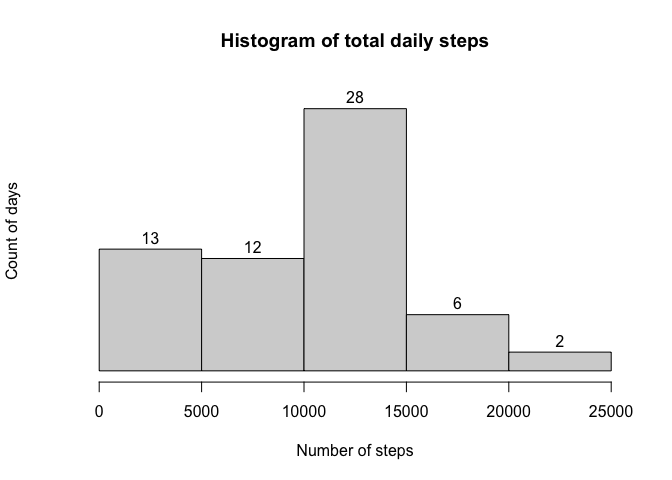 Histogram of total daily steps
28
13
12
6
2
Count of days
0 5000 10000 15000 20000 25000
Number of steps